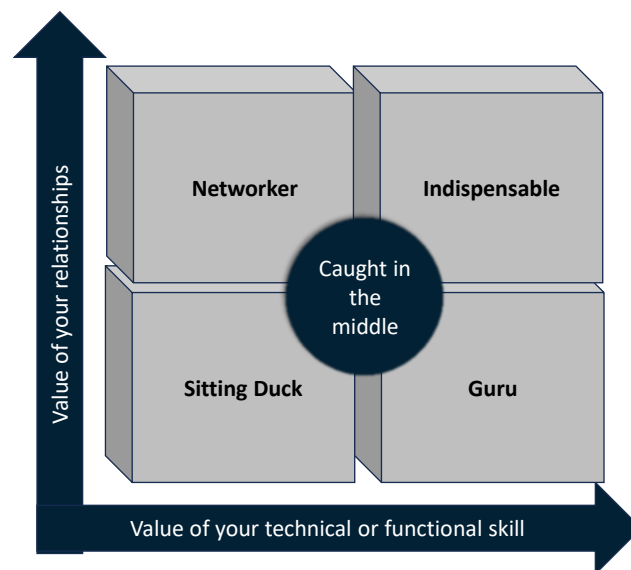 Value of your relationships
Networker
Indispensable
Caught in
the
middle
Sitting Duck
Guru
Value of your technical or functional skill